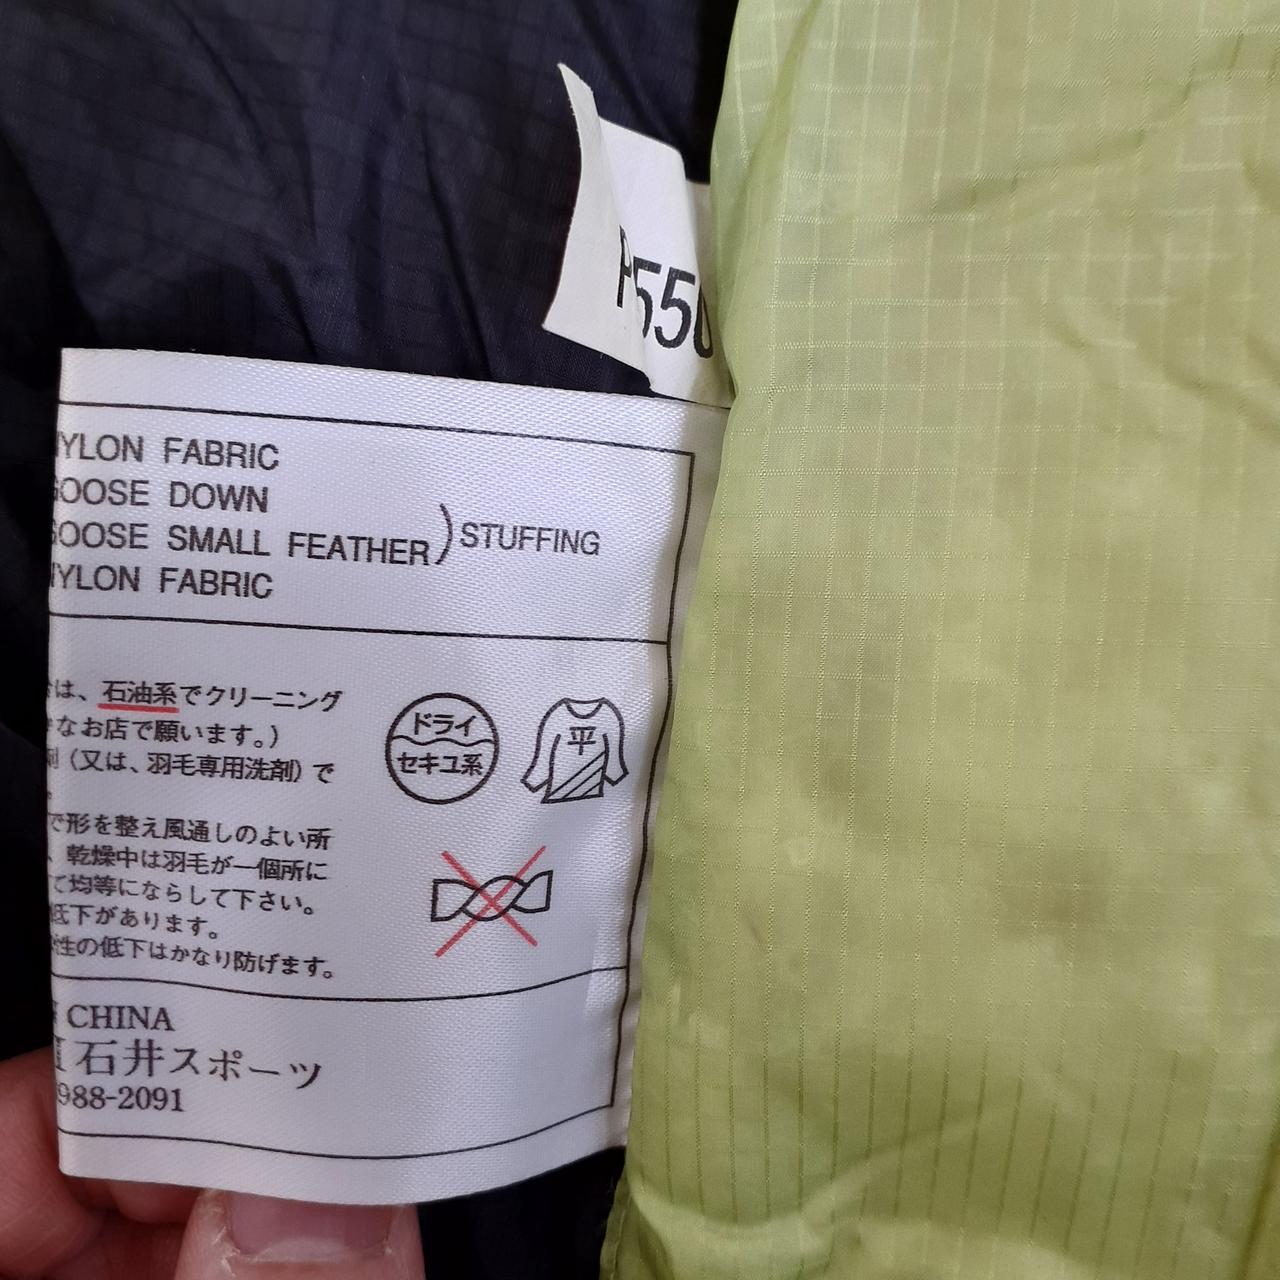 P550
NYLON FABRIC
GOOSE DOWN
GOOSE SMALL FEATHER ) STUFFING
NYLON FABRIC
は、石油系でクリーニング
なお店で願います。)
剤(又は、羽毛専用洗剤)で
で形を整え風通しのよい所
、乾燥中は羽毛が一個所に
て均等にならして下さい。
低下があります。
性の低下はかなり防げます。
ドライ
セキユ系
平
CHINA
石井スポーツ
988-2091